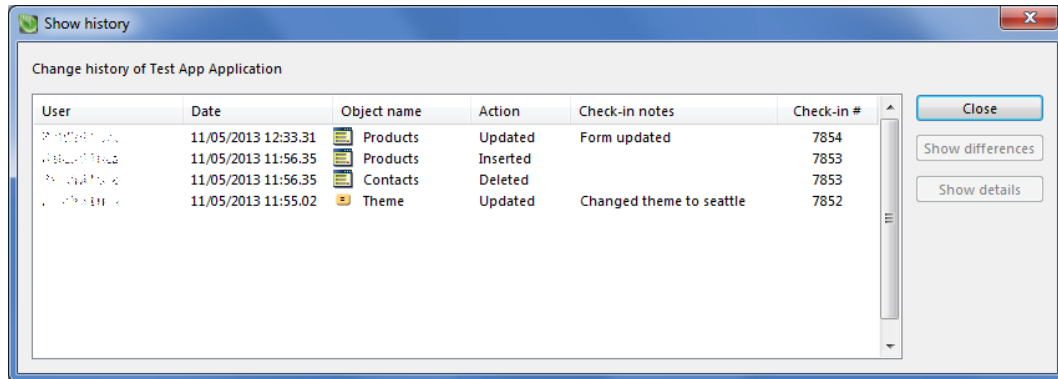 Show history
Change history of Test App Application
User Date Object name Action Check-in notes Check-in #
11/05/2013 12:33.31 Products Updated Form updated 7854
11/05/2013 11:56.35 Products Inserted 7853
11/05/2013 11:56.35 Contacts Deleted 7853
11/05/2013 11:55.02 Theme Updated Changed theme to seattle 7852
Close
Show differences
Show details